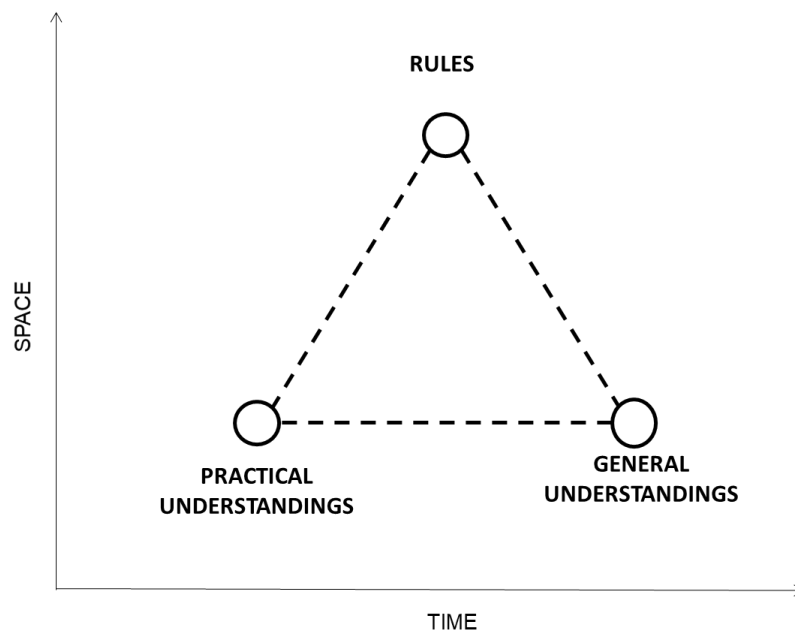 RULES
SPACE
PRACTICAL
UNDERSTANDINGS
GENERAL
UNDERSTANDINGS
TIME